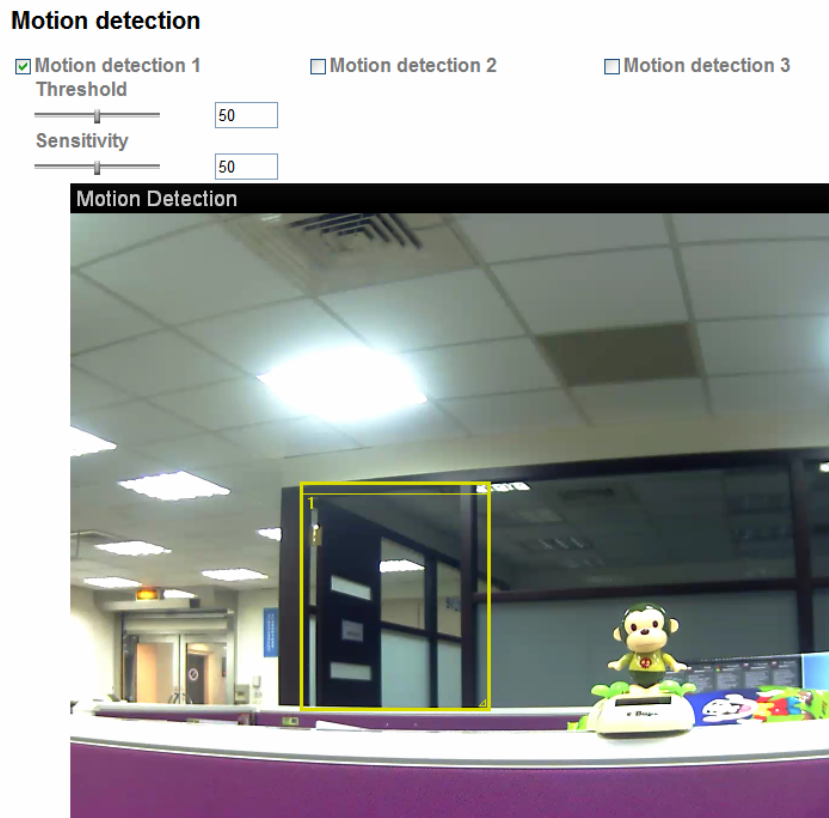 Motion detection
Motion detection 1
Motion detection 2
Motion detection 3
Threshold
50
Sensitivity
50
Motion Detection
1